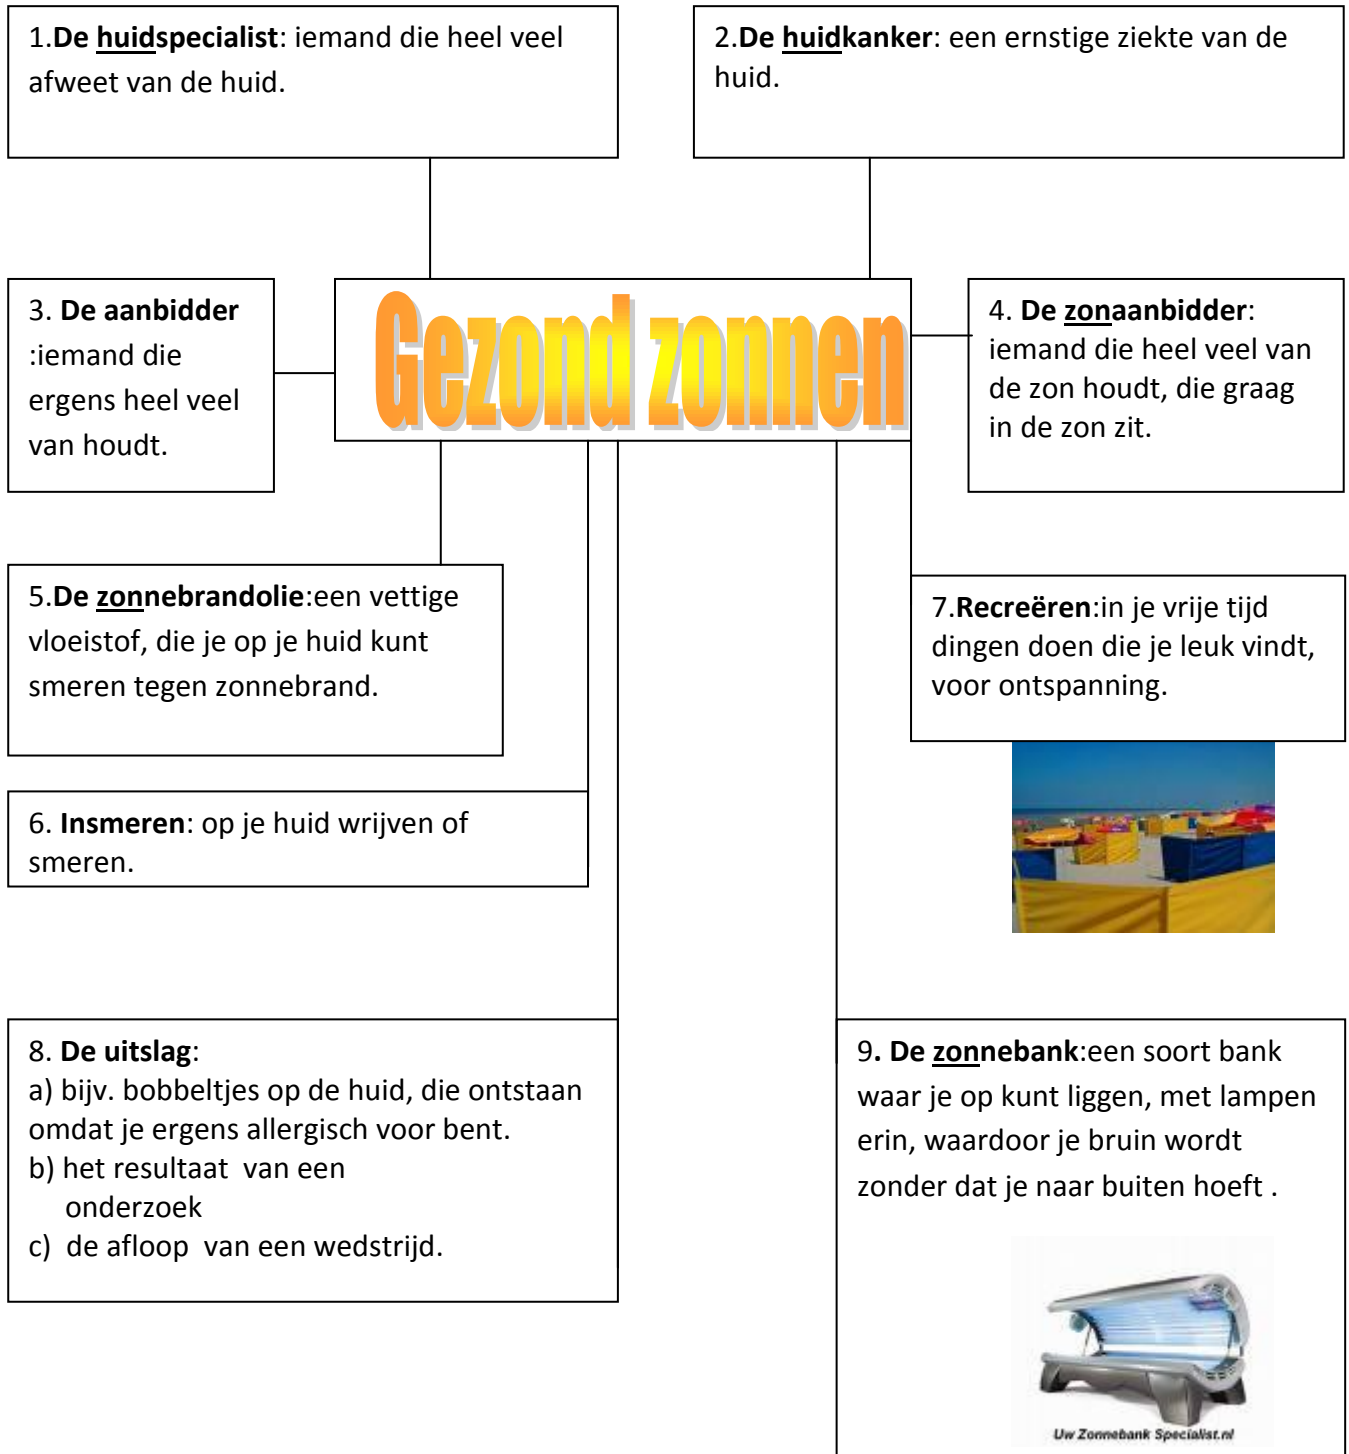 1.De huidspecialist: iemand die heel veel
afweet van de huid.
2.De huidkanker: een ernstige ziekte van de
huid.
3. De aanbidder
:iemand die
ergens heel veel
van houdt.
Gezond zonnen
4. De zonaanbidder:
iemand die heel veel van
de zon houdt, die graag
in de zon zit.
5.De zonnebrandolie:een vettige
vloeistof, die je op je huid kunt
smeren tegen zonnebrand.
6. Insmeren: op je huid wrijven of
smeren.
7.Recreëren:in je vrije tijd
dingen doen die je leuk vindt,
voor ontspanning.
8. De uitslag:
a) bijv. bobbeltjes op de huid, die ontstaan
omdat je ergens allergisch voor bent.
b) het resultaat  van een
onderzoek
c)  de afloop  van een wedstrijd.
9. De zonnebank:een soort bank
waar je op kunt liggen, met lampen
erin, waardoor je bruin wordt
zonder dat je naar buiten hoeft .
Uw Zonnebank Specialist.nl